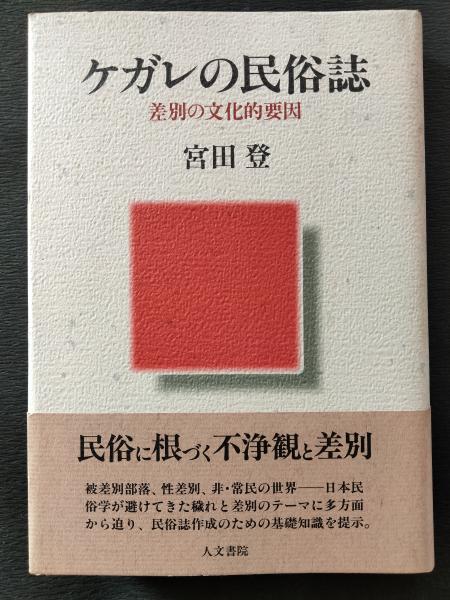 ケガレの民俗誌
差別の文化的要因
宮田 登
民俗に根づく不浄観と差別
被差別部落、性差別、非・常民の世界――日本民
俗学が避けてきた穢れと差別のテーマに多方面
から迫り、民俗誌作成のための基礎知識を提示。
人文書院